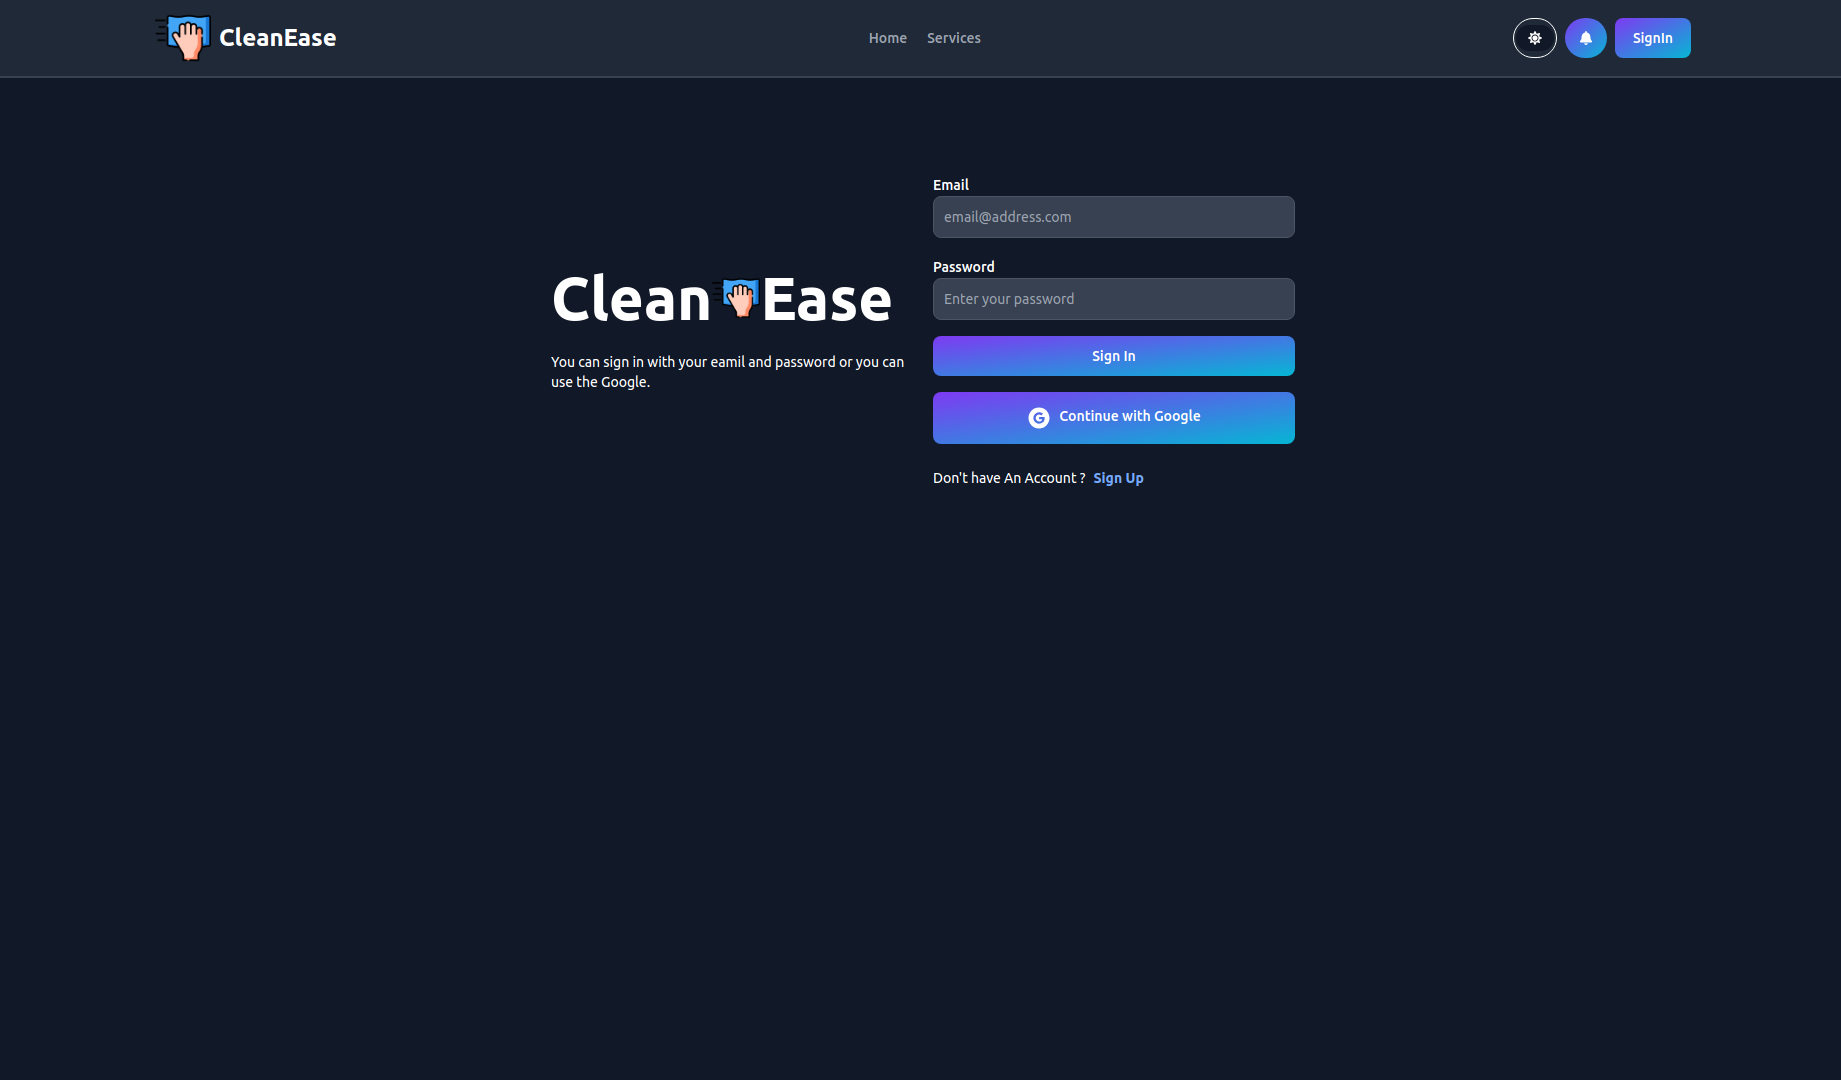 CleanEase
Home Services
SignIn
Email
email@address.com
Password
Enter your password
Clean Ease
You can sign in with your eamil and password or you can
use the Google.
Sign In
G Continue with Google
Don't have An Account ? Sign Up